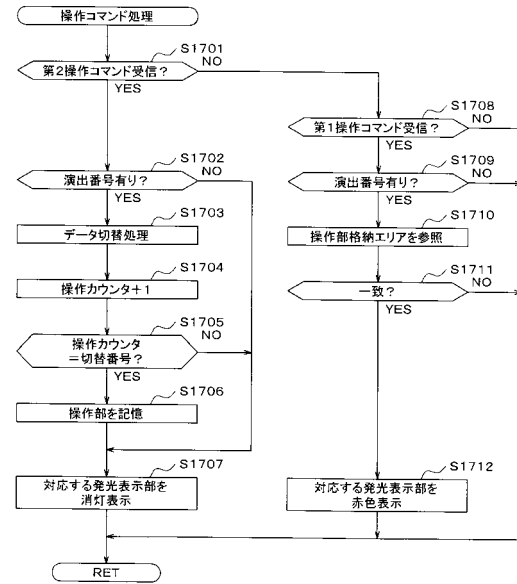 操作コマンド処理
S1701
第2操作コマンド受信?
NO
YES
S1702
演出番号有り?
NO
YES
S1703
データ切替処理
S1704
操作カウンタ+1
S1705
操作カウンタ
=切替番号?
NO
YES
S1706
操作部を記憶
S1707
対応する発光表示部を
消灯表示
RET
S1708
第1操作コマンド受信?
NO
YES
S1709
演出番号有り?
NO
YES
S1710
操作部格納エリアを参照
S1711
一致?
NO
YES
S1712
対応する発光表示部を
赤色表示